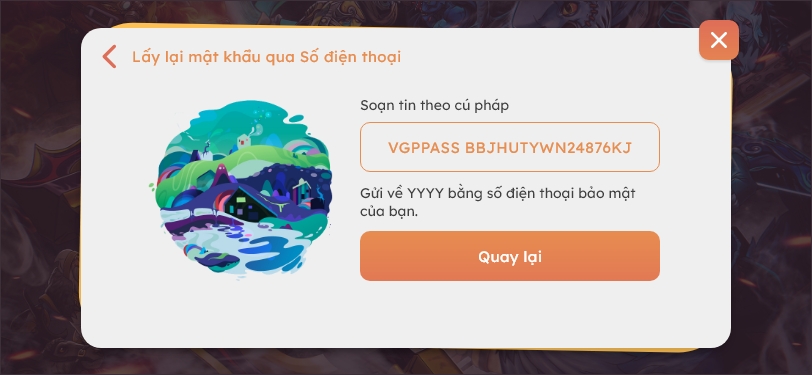 Lấy lại mật khẩu qua Số điện thoại
Soạn tin theo cú pháp
VGPPASS BBJHUTYWN24876KJ
Gửi về YYYY bằng số điện thoại bảo mật
của bạn.
Quay lại